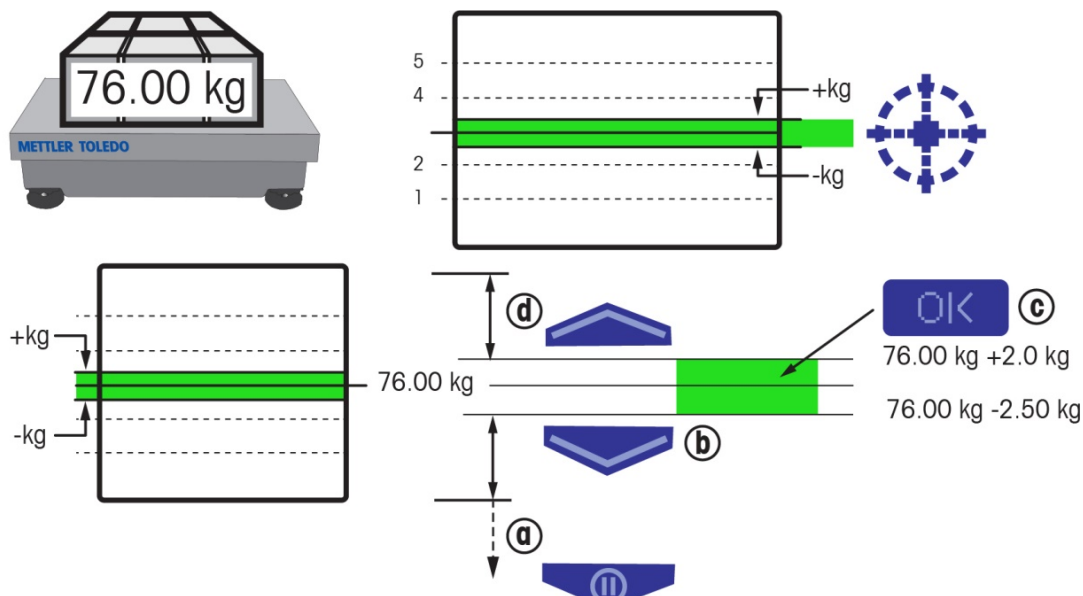 76.00 kg
METTLER TOLEDO
5
4
2
1
+kg
-kg
+kg
-kg
76.00 kg
d
OK
c
76.00 kg +2.0 kg
76.00 kg -2.50 kg
b
a